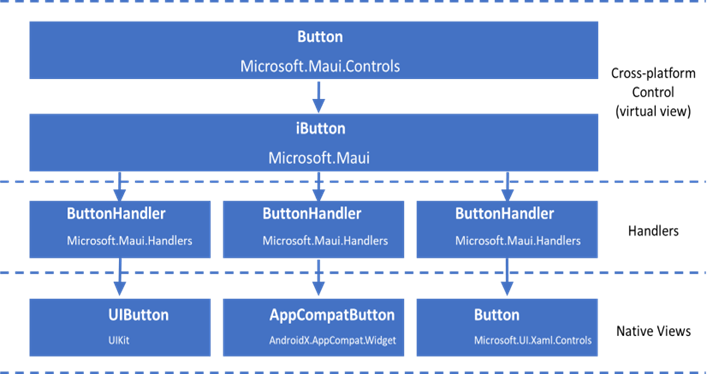 Button
Microsoft.Maui.Controls
Cross-platform
Control
(virtual view)
iButton
Microsoft.Maui
ButtonHandler
Microsoft.Maui.Handlers
ButtonHandler
Microsoft.Maui.Handlers
ButtonHandler
Microsoft.Maui.Handlers
Handlers
UIButton
UIKit
AppCompatButton
AndroidX.AppCompat.Widget
Button
Microsoft.UI.Xaml.Controls
Native Views